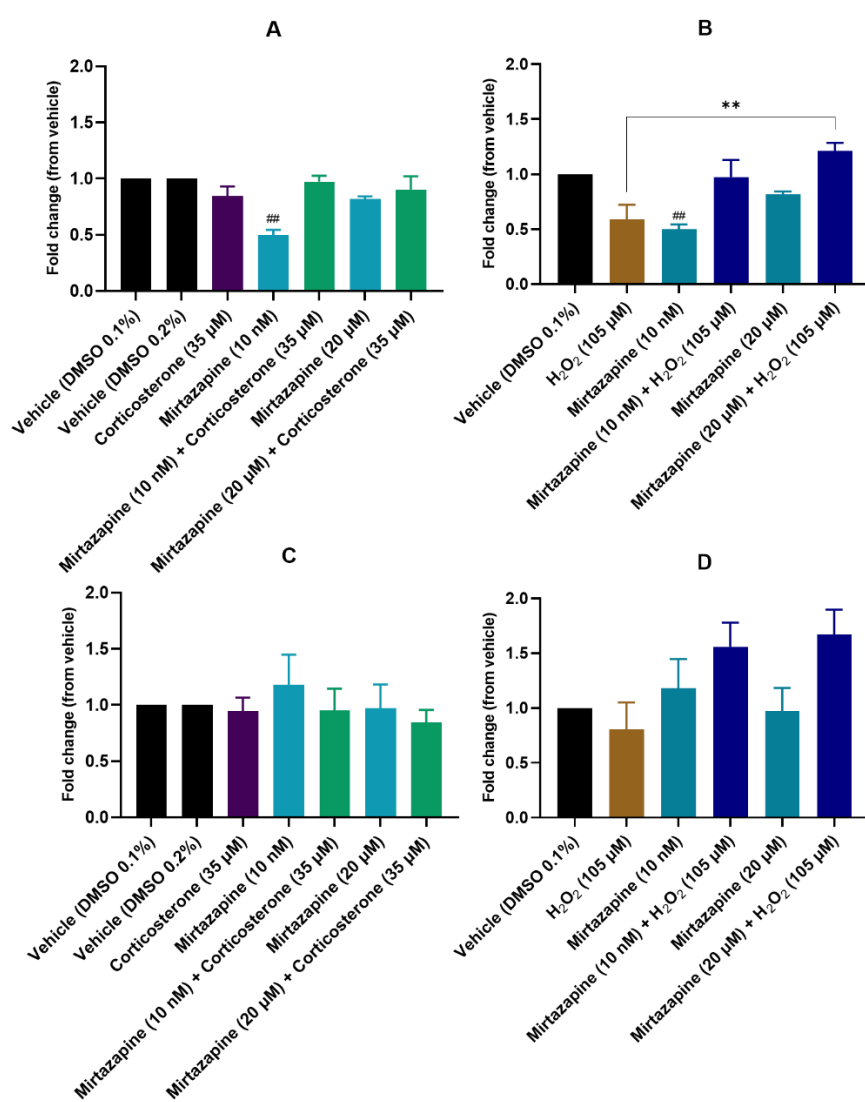 A
Fold change (from vehicle)
2.0
1.5
1.0
0.5
0.0
##
Vehicle (DMSO 0.1%)
Vehicle (DMSO 0.2%)
Corticosterone (35 µM)
Mirtazapine (10 nM)
Mirtazapine (10 nM) + Corticosterone (35 µM)
Mirtazapine (20 µM)
Mirtazapine (20 µM) + Corticosterone (35 µM)
B
Fold change (from vehicle)
2.0
1.5
1.0
0.5
0.0
**
##
Vehicle (DMSO 0.1%)
H₂O₂ (105 µM)
Mirtazapine (10 nM)
Mirtazapine (10 nM) + H₂O₂ (105 µM)
Mirtazapine (20 µM)
Mirtazapine (20 µM) + H₂O₂ (105 µM)
C
Fold change (from vehicle)
2.0
1.5
1.0
0.5
0.0
Vehicle (DMSO 0.1%)
Vehicle (DMSO 0.2%)
Corticosterone (35 µM)
Mirtazapine (10 nM)
Mirtazapine (10 nM) + Corticosterone (35 µM)
Mirtazapine (20 µM)
Mirtazapine (20 µM) + Corticosterone (35 µM)
D
Fold change (from vehicle)
2.0
1.5
1.0
0.5
0.0
Vehicle (DMSO 0.1%)
H₂O₂ (105 µM)
Mirtazapine (10 nM)
Mirtazapine (10 nM) + H₂O₂ (105 µM)
Mirtazapine (20 µM)
Mirtazapine (20 µM) + H₂O₂ (105 µM)